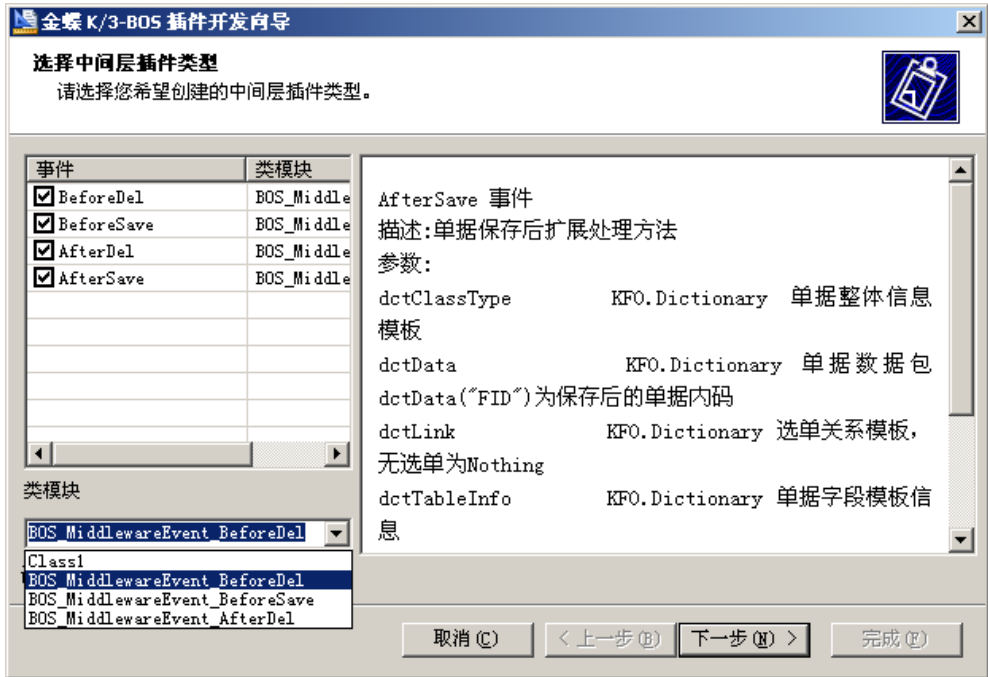 金蝶 K/3-BOS 插件开发向导
选择中间层插件类型
请选择您希望创建的中间层插件类型。
事件 类模块
BeforeDel BOS_Middle
BeforeSave BOS_Middle
AfterDel BOS_Middle
AfterSave BOS_Middle
AfterSave 事件
描述:单据保存后扩展处理方法
参数:
dctClassType KFO.Dictionary 单据整体信息
模板
dctData KFO.Dictionary 单据数据包
dctData("FID")为保存后的单据内码
dctLink KFO.Dictionary 选单关系模板,
无选单为Nothing
dctTableInfo KFO.Dictionary 单据字段模板信
息
类模块
BOS_MiddlewareEvent_BeforeDel
Class1
BOS_MiddlewareEvent_BeforeDel
BOS_MiddlewareEvent_BeforeSave
BOS_MiddlewareEvent_AfterDel
取消(C) < 上一步(B) 下一步(N) > 完成(F)